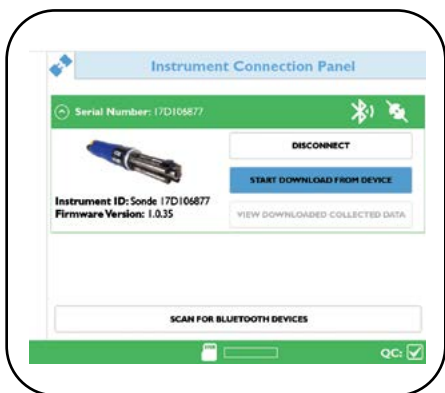 Instrument Connection Panel
Serial Number: 17D106877
DISCONNECT
START DOWNLOAD FROM DEVICE
Instrument ID: Sonde 17D106877
Firmware Version: 1.0.35
VIEW DOWNLOADED COLLECTED DATA
SCAN FOR BLUETOOTH DEVICES
QC: